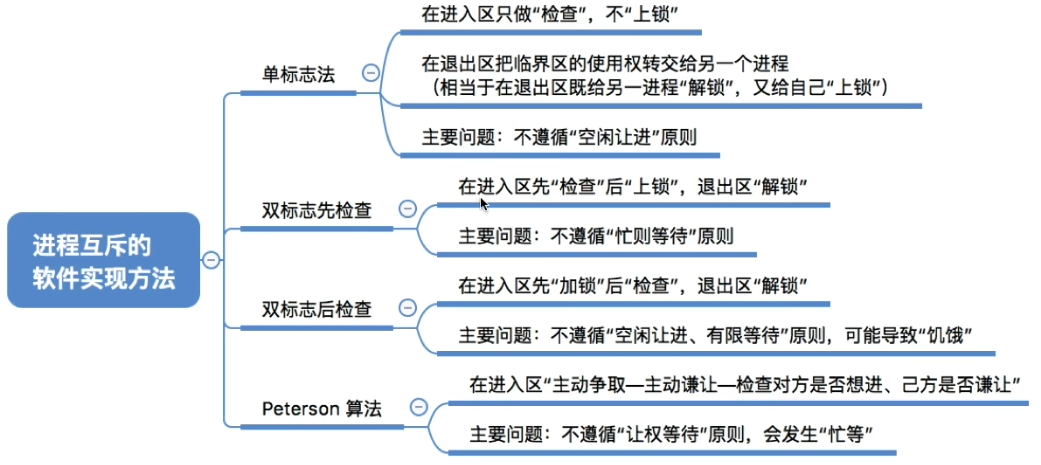 进程互斥的
软件实现方法
单标志法
在进入区只做“检查”，不“上锁”
在退出区把临界区的使用权转交给另一个进程
（相当于在退出区既给另一进程“解锁”，又给自己“上锁”）
主要问题：不遵循“空闲让进”原则
双标志先检查
在进入区先“检查”后“上锁”，退出区“解锁”
主要问题：不遵循“忙则等待”原则
双标志后检查
在进入区先“加锁”后“检查”，退出区“解锁”
主要问题：不遵循“空闲让进、有限等待”原则，可能导致“饥饿”
Peterson 算法
在进入区“主动争取—主动谦让—检查对方是否想进、己方是否谦让”
主要问题：不遵循“让权等待”原则，会发生“忙等”